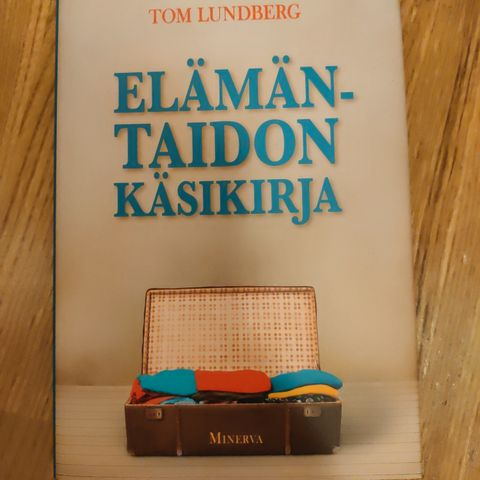 TOM LUNDBERG
ELÄMÄN-
TAIDON
KÄSIKIRJA
MINERVA